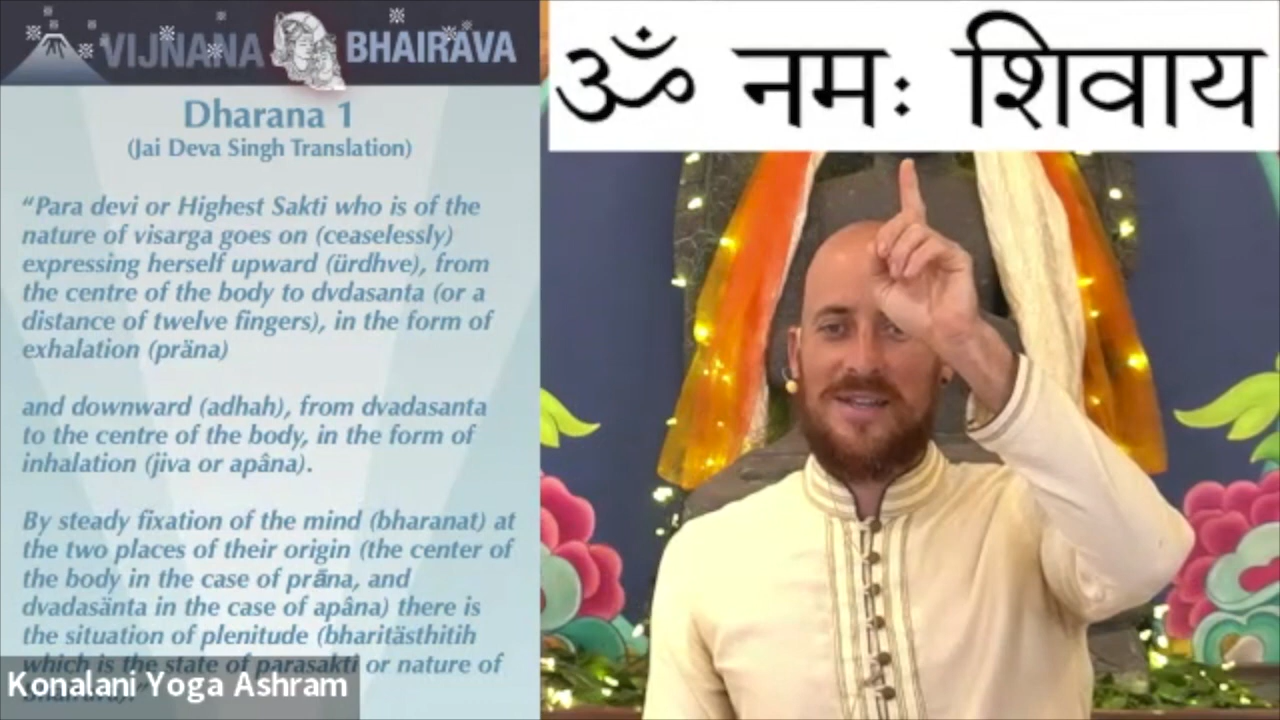 VIJNANA BHAIRAVA
Dharana 1
(Jai Deva Singh Translation)
“Para devi or Highest Sakti who is of the
nature of visarga goes on (ceaselessly)
expressing herself upward (ürdhve), from
the centre of the body to dvdasanta (or a
distance of twelve fingers), in the form of
exhalation (präna)
and downward (adhah), from dvadasanta
to the centre of the body, in the form of
inhalation (jiva or apâna).
By steady fixation of the mind (bharanat) at
the two places of their origin (the center of
the body in the case of prāna, and
dvadasänta in the case of apâna) there is
the situation of plenitude (bharitästhitih
which is the state of parasakti or nature of
Konalani Yoga Ashram
ॐ नमः शिवाय